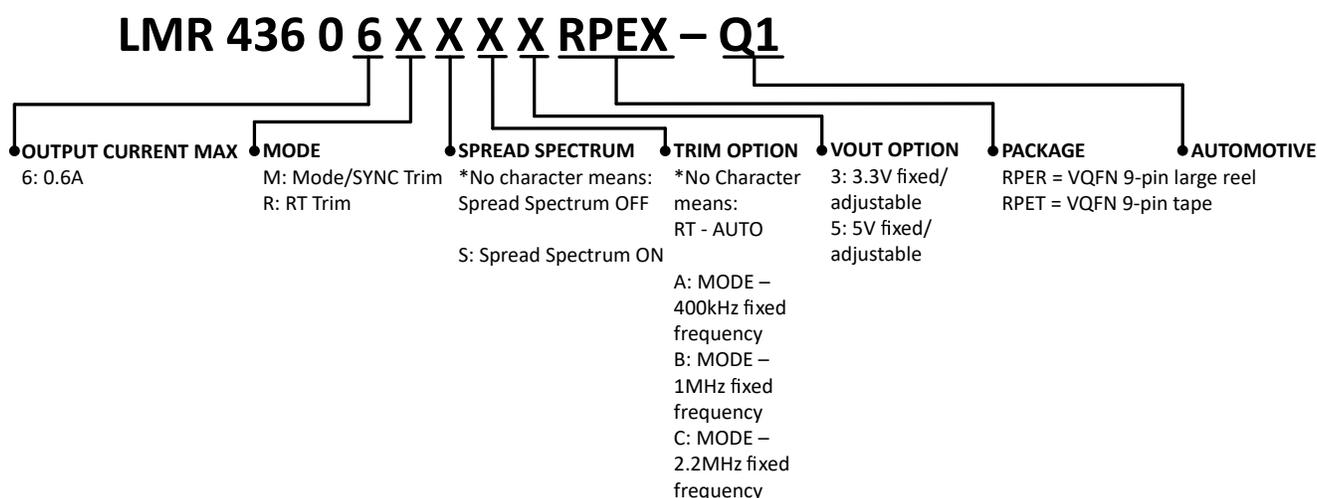 LMR 436 0 6 X X X X RPEX – Q1
OUTPUT CURRENT MAX
6: 0.6A
MODE
M: Mode/SYNC Trim
R: RT Trim
SPREAD SPECTRUM
*No character means:
Spread Spectrum OFF
S: Spread Spectrum ON
TRIM OPTION
*No Character
means:
RT - AUTO
A: MODE –
400kHz fixed
frequency
B: MODE –
1MHz fixed
frequency
C: MODE –
2.2MHz fixed
frequency
VOUT OPTION
3: 3.3V fixed/
adjustable
5: 5V fixed/
adjustable
PACKAGE
RPER = VQFN 9-pin large reel
RPET = VQFN 9-pin tape
AUTOMOTIVE